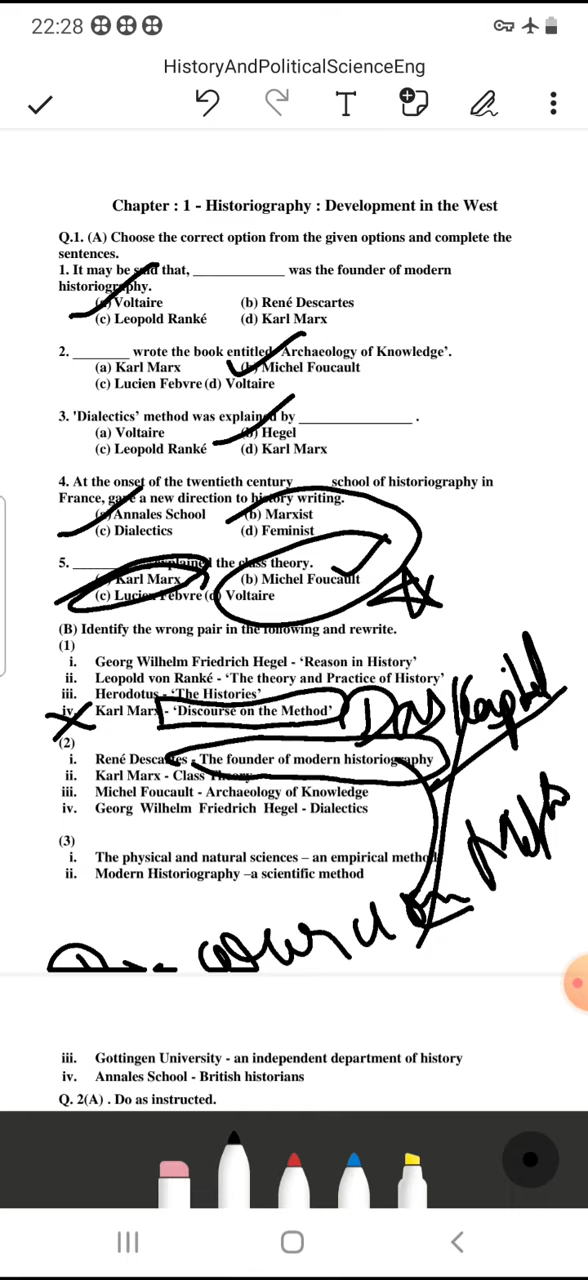 22:28
HistoryAndPoliticalScienceEng
T
Chapter : 1 - Historiography : Development in the West
Q.1. (A) Choose the correct option from the given options and complete the
sentences.
1. It may be said that, ____________ was the founder of modern
historiography.
(a) Voltaire (b) René Descartes
(c) Leopold Ranké (d) Karl Marx
2. _______ wrote the book entitled 'Archaeology of Knowledge'.
(a) Karl Marx (b) Michel Foucault
(c) Lucien Febvre (d) Voltaire
3. 'Dialectics' method was explained by _______________ .
(a) Voltaire (b) Hegel
(c) Leopold Ranké (d) Karl Marx
4. At the onset of the twentieth century _____ school of historiography in
France, gave a new direction to history writing.
(a) Annales School (b) Marxist
(c) Dialectics (d) Feminist
5. __________ explained the class theory.
(a) Karl Marx (b) Michel Foucault
(c) Lucien Febvre (d) Voltaire
(B) Identify the wrong pair in the following and rewrite.
(1)
i. Georg Wilhelm Friedrich Hegel - 'Reason in History'
ii. Leopold von Ranké - 'The theory and Practice of History'
iii. Herodotus - 'The Histories'
iv. Karl Marx - 'Discourse on the Method' Das Kapital
(2)
i. René Descartes - The founder of modern historiography
ii. Karl Marx - Class Theory
iii. Michel Foucault - Archaeology of Knowledge
iv. Georg Wilhelm Friedrich Hegel - Dialectics
(3)
i. The physical and natural sciences – an empirical method
ii. Modern Historiography –a scientific method
iii. Gottingen University - an independent department of history
iv. Annales School - British historians
Q. 2(A) . Do as instructed.